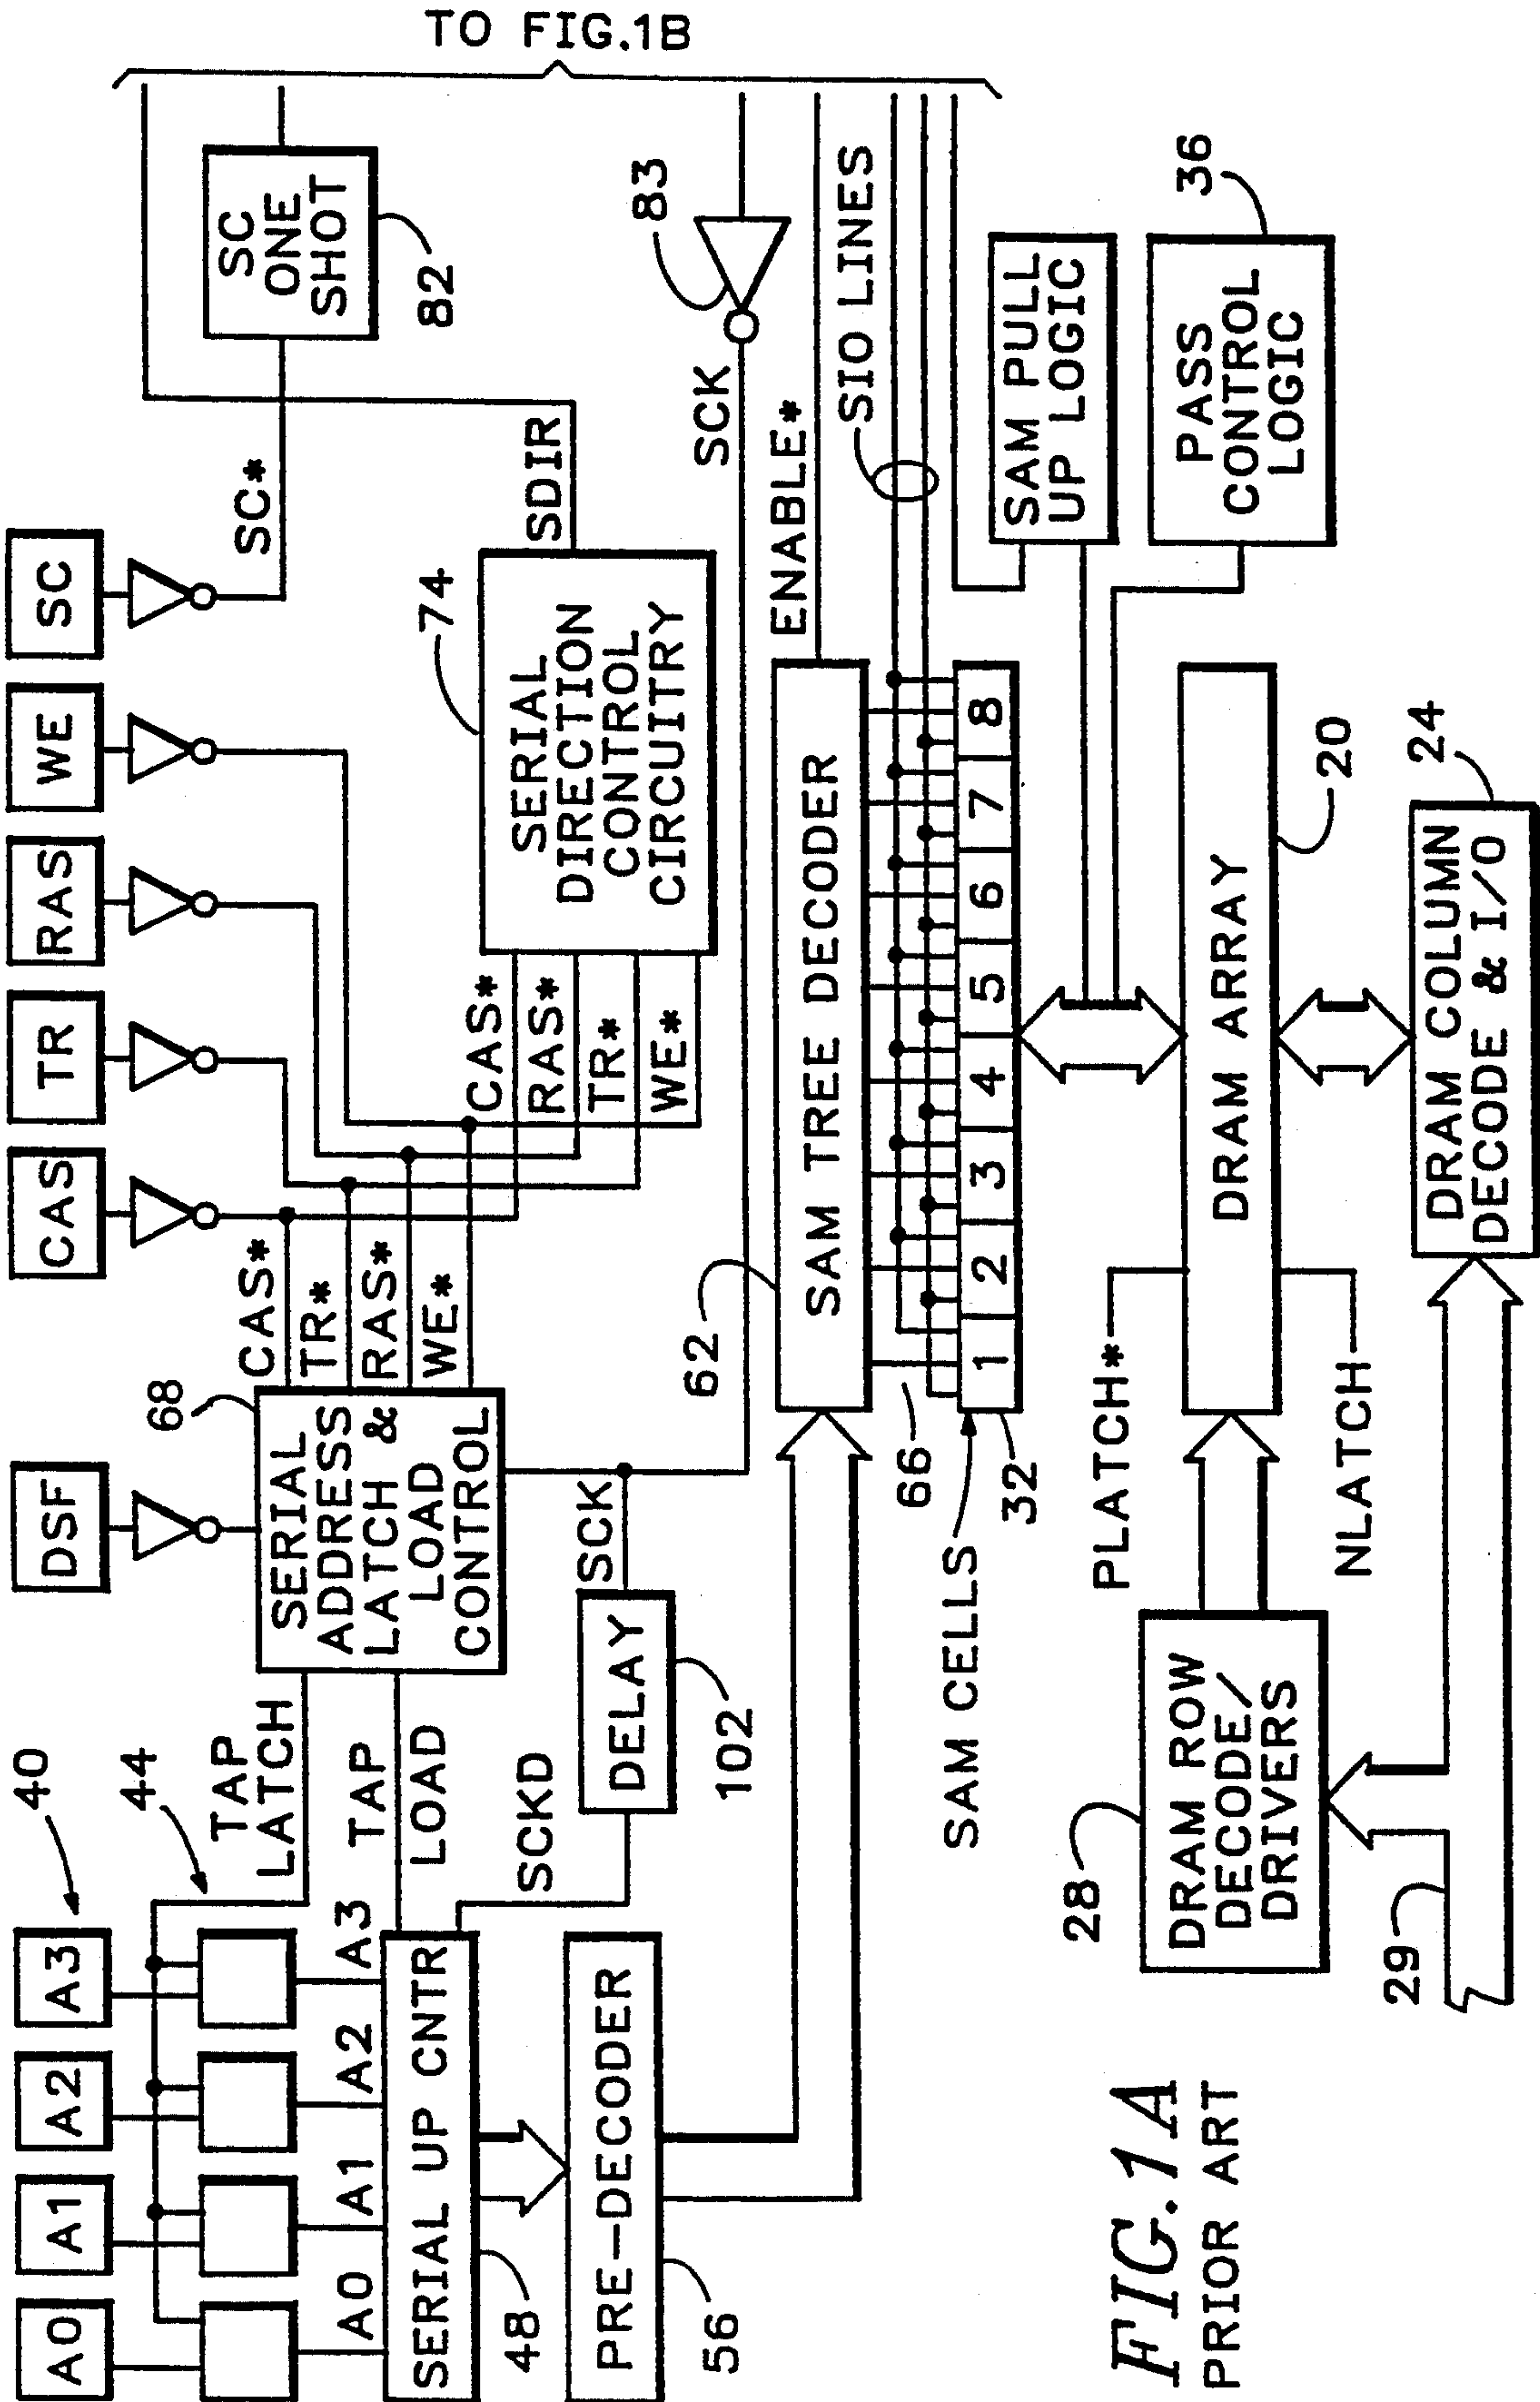 A0
A1
A2
A3
40
DSF
CAS
TR
RAS
WE
SC
44
TAP
LATCH
68
SERIAL
ADDRESS
LATCH &
LOAD
CONTROL
CAS*
TR*
RAS*
WE*
SC*
SC
ONE
SHOT
82
TO FIG.1B
A0
A1
A2
A3
TAP
LOAD
SERIAL UP CNTR
48
SCKD
DELAY
102
SCK
CAS*
RAS*
TR*
WE*
74
SERIAL
DIRECTION
CONTROL
CIRCUITRY
SDIR
SCK
83
PRE-DECODER
56
62
SAM TREE DECODER
ENABLE*
SIO LINES
66
SAM CELLS
32
1
2
3
4
5
6
7
8
SAM PULL
UP LOGIC
PASS
CONTROL
LOGIC
36
PLATCH*
DRAM ARRAY
20
NLATCH
28
DRAM ROW
DECODE/
DRIVERS
29
DRAM COLUMN
DECODE & I/O
24
FIG.1A
PRIOR ART